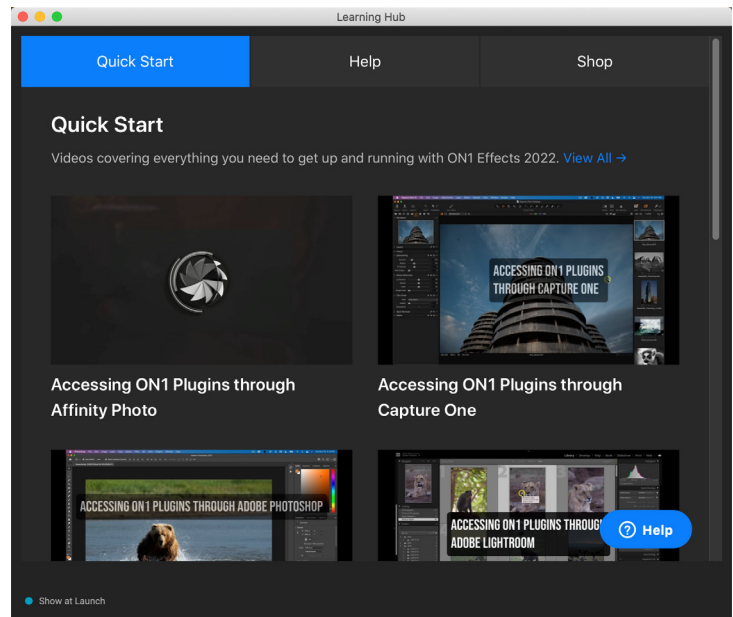 Learning Hub
Quick Start
Help
Shop
Quick Start
Videos covering everything you need to get up and running with ON1 Effects 2022. View All →
ACCESSING ON1 PLUGINS
THROUGH CAPTURE ONE
Accessing ON1 Plugins through
Affinity Photo
Accessing ON1 Plugins through
Capture One
ACCESSING ON1 PLUGINS THROUGH ADOBE PHOTOSHOP
ACCESSING ON1 PLUGINS THROUG
ADOBE LIGHTROOM
Help
Show at Launch